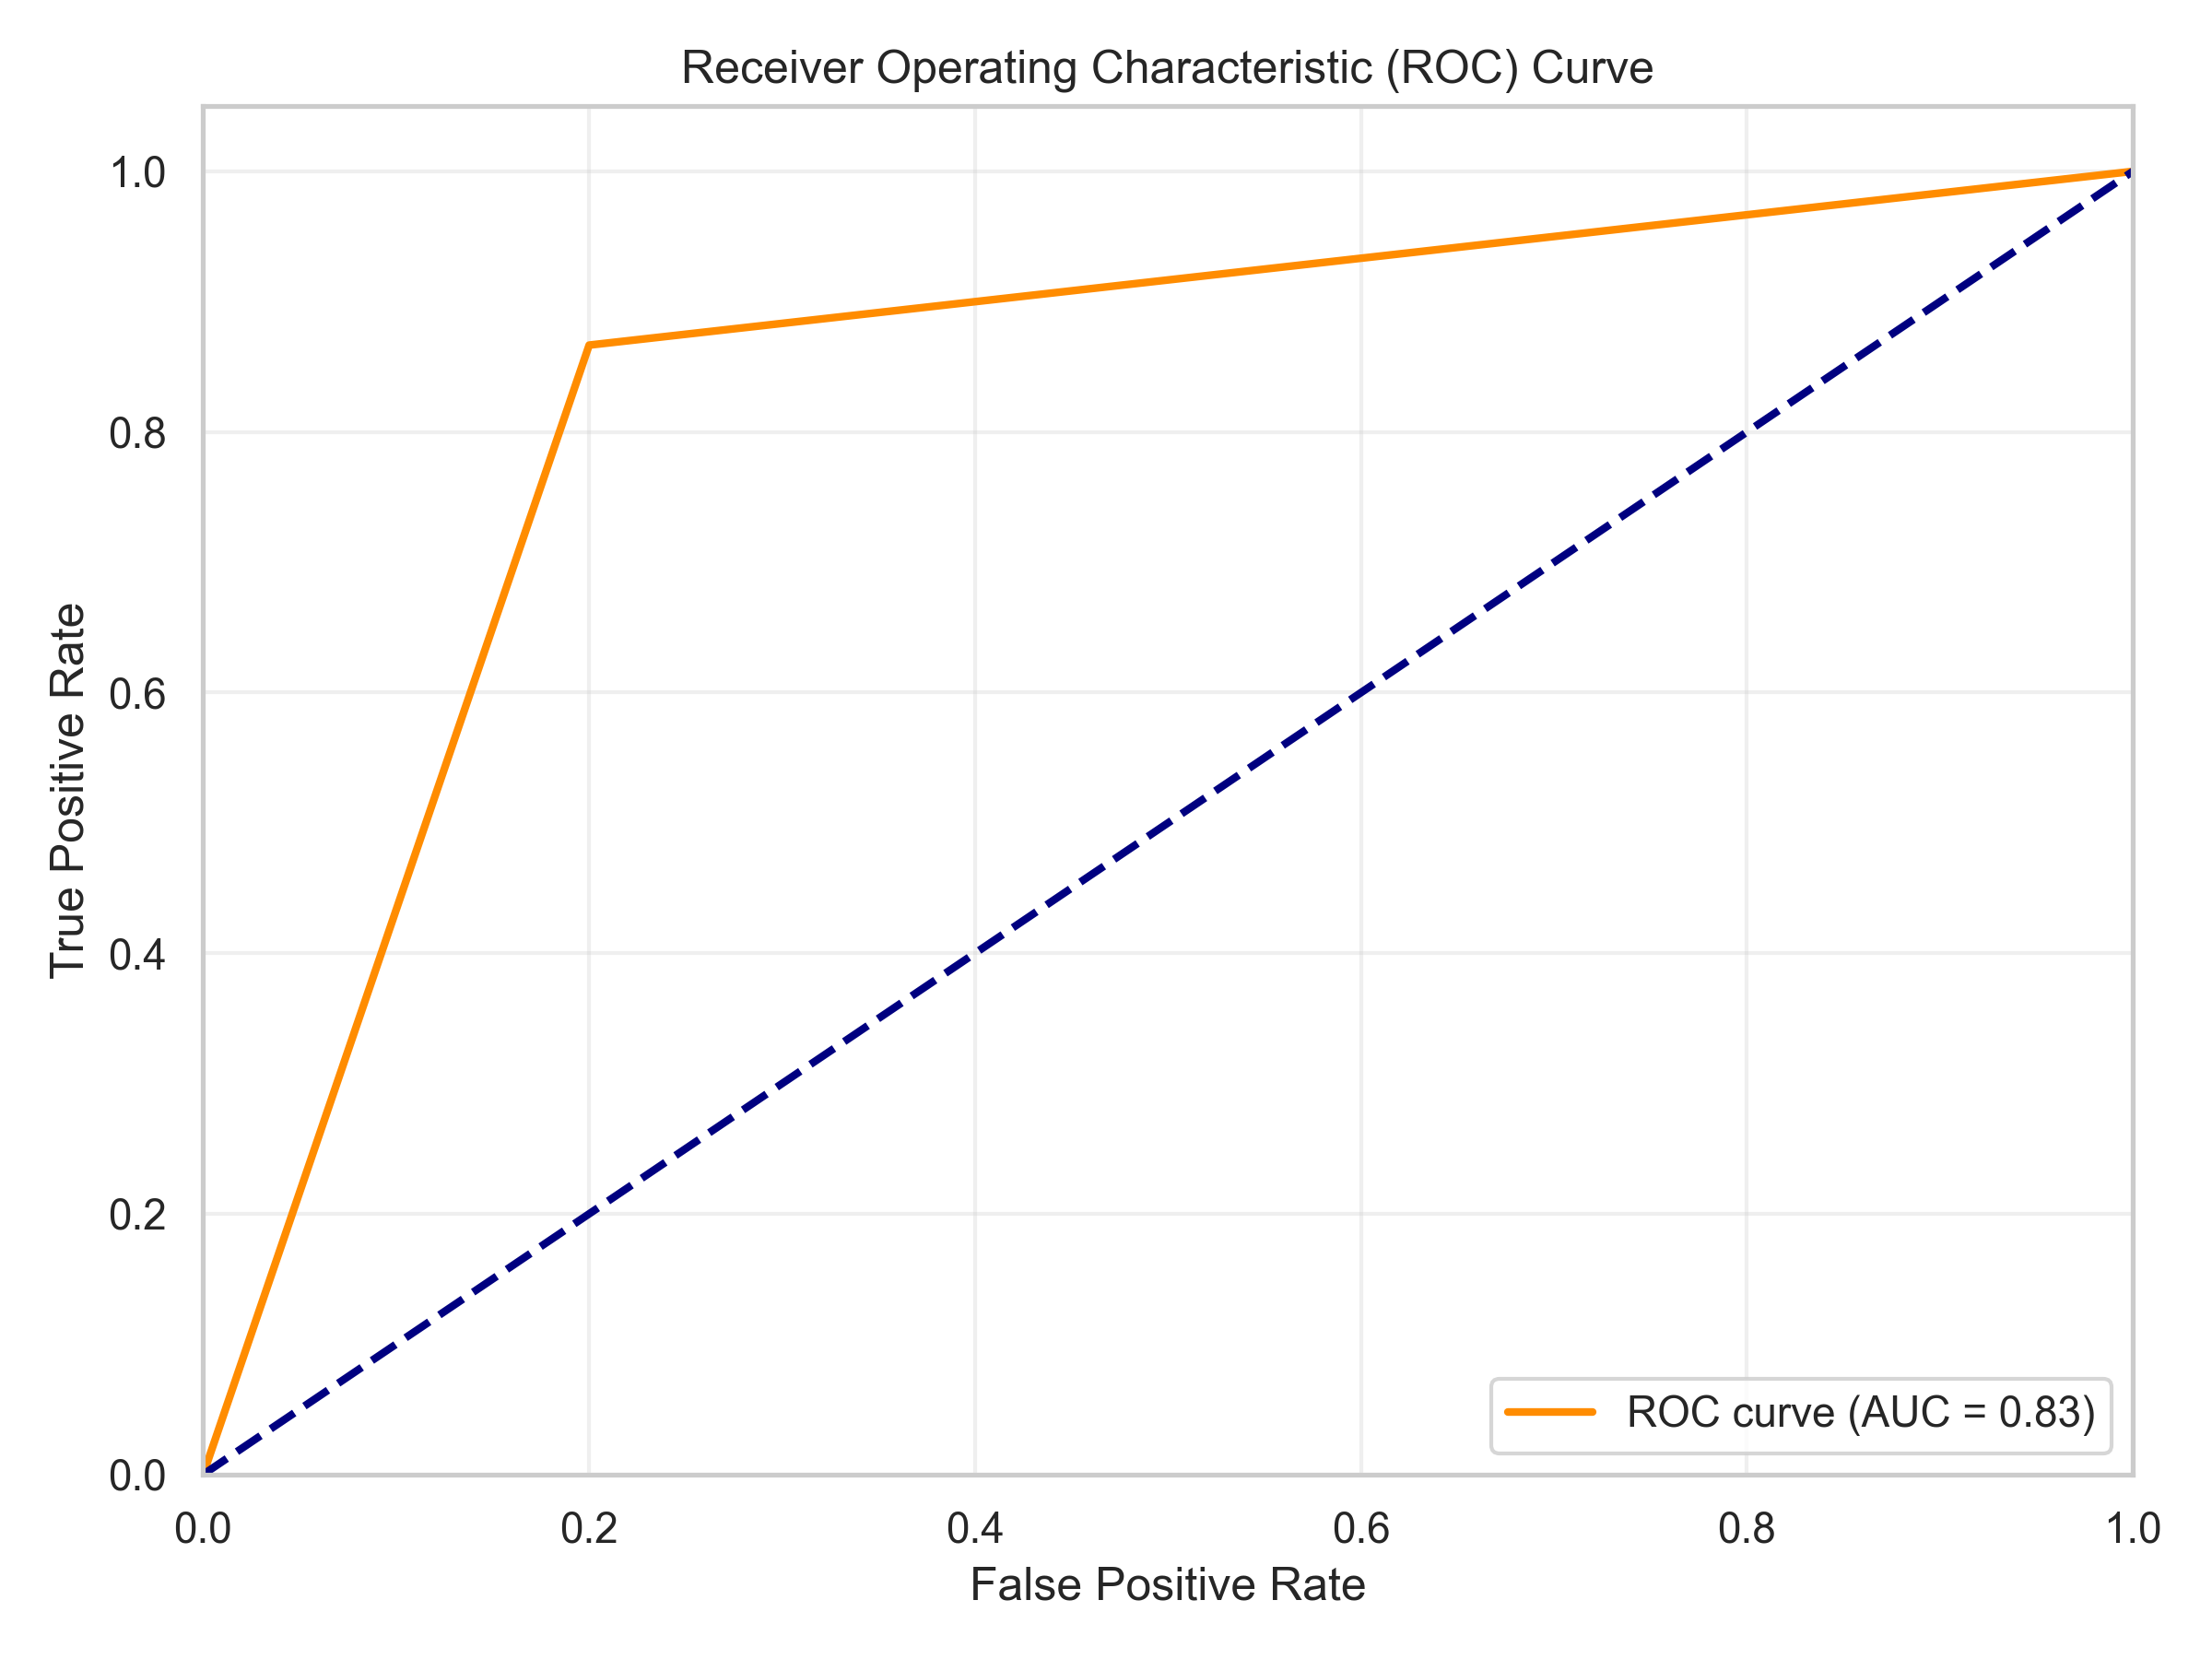 Receiver Operating Characteristic (ROC) Curve
1.0
0.8
0.6
0.4
0.2
0.0
True Positive Rate
0.0 0.2 0.4 0.6 0.8 1.0
False Positive Rate
ROC curve (AUC = 0.83)